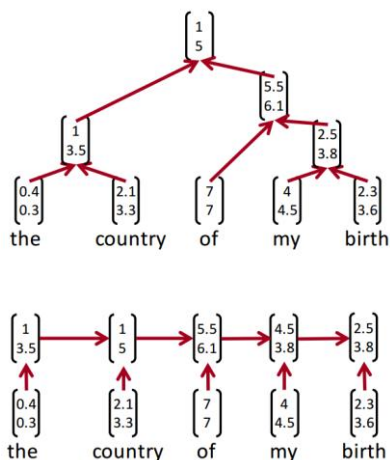 1
5
5.5
6.1
1
3.5
2.5
3.8
0.4 2.1 7 4 2.3
0.3 3.3 7 4.5 3.6
the country of my birth
1 1 5.5 4.5 2.5
3.5 5 6.1 3.8 3.8
0.4 2.1 7 4 2.3
0.3 3.3 7 4.5 3.6
the country of my birth